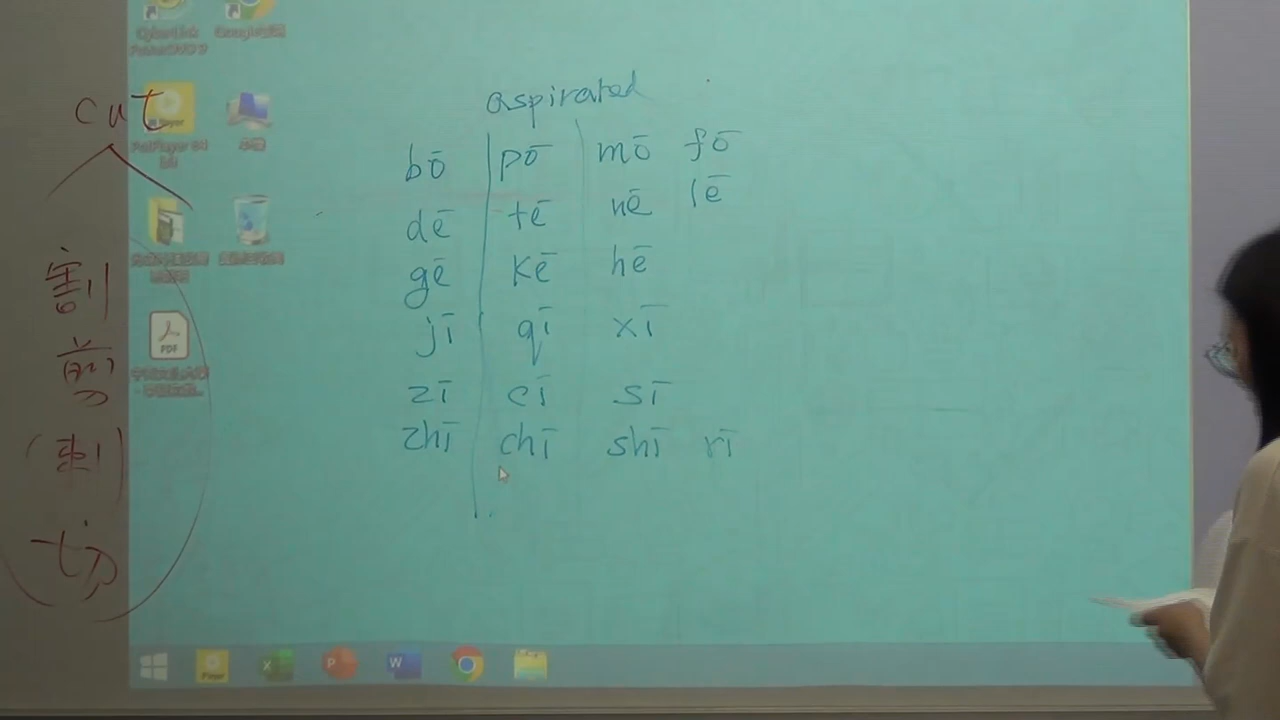 cut
割
剪
(刺)
切
aspirated
bō pō mō fō
dē tē nē lē
gē kē hē
jī qī xī
zī cī sī
zhī chī shī rī
PDF